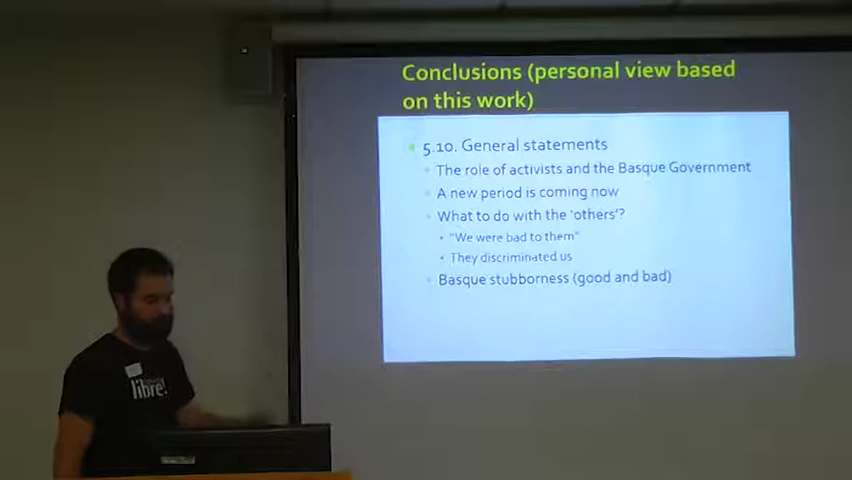 Conclusions (personal view based
on this work)
5.10. General statements
The role of activists and the Basque Government
A new period is coming now
What to do with the 'others'?
"We were bad to them"
They discriminated us
Basque stubborness (good and bad)
libre!